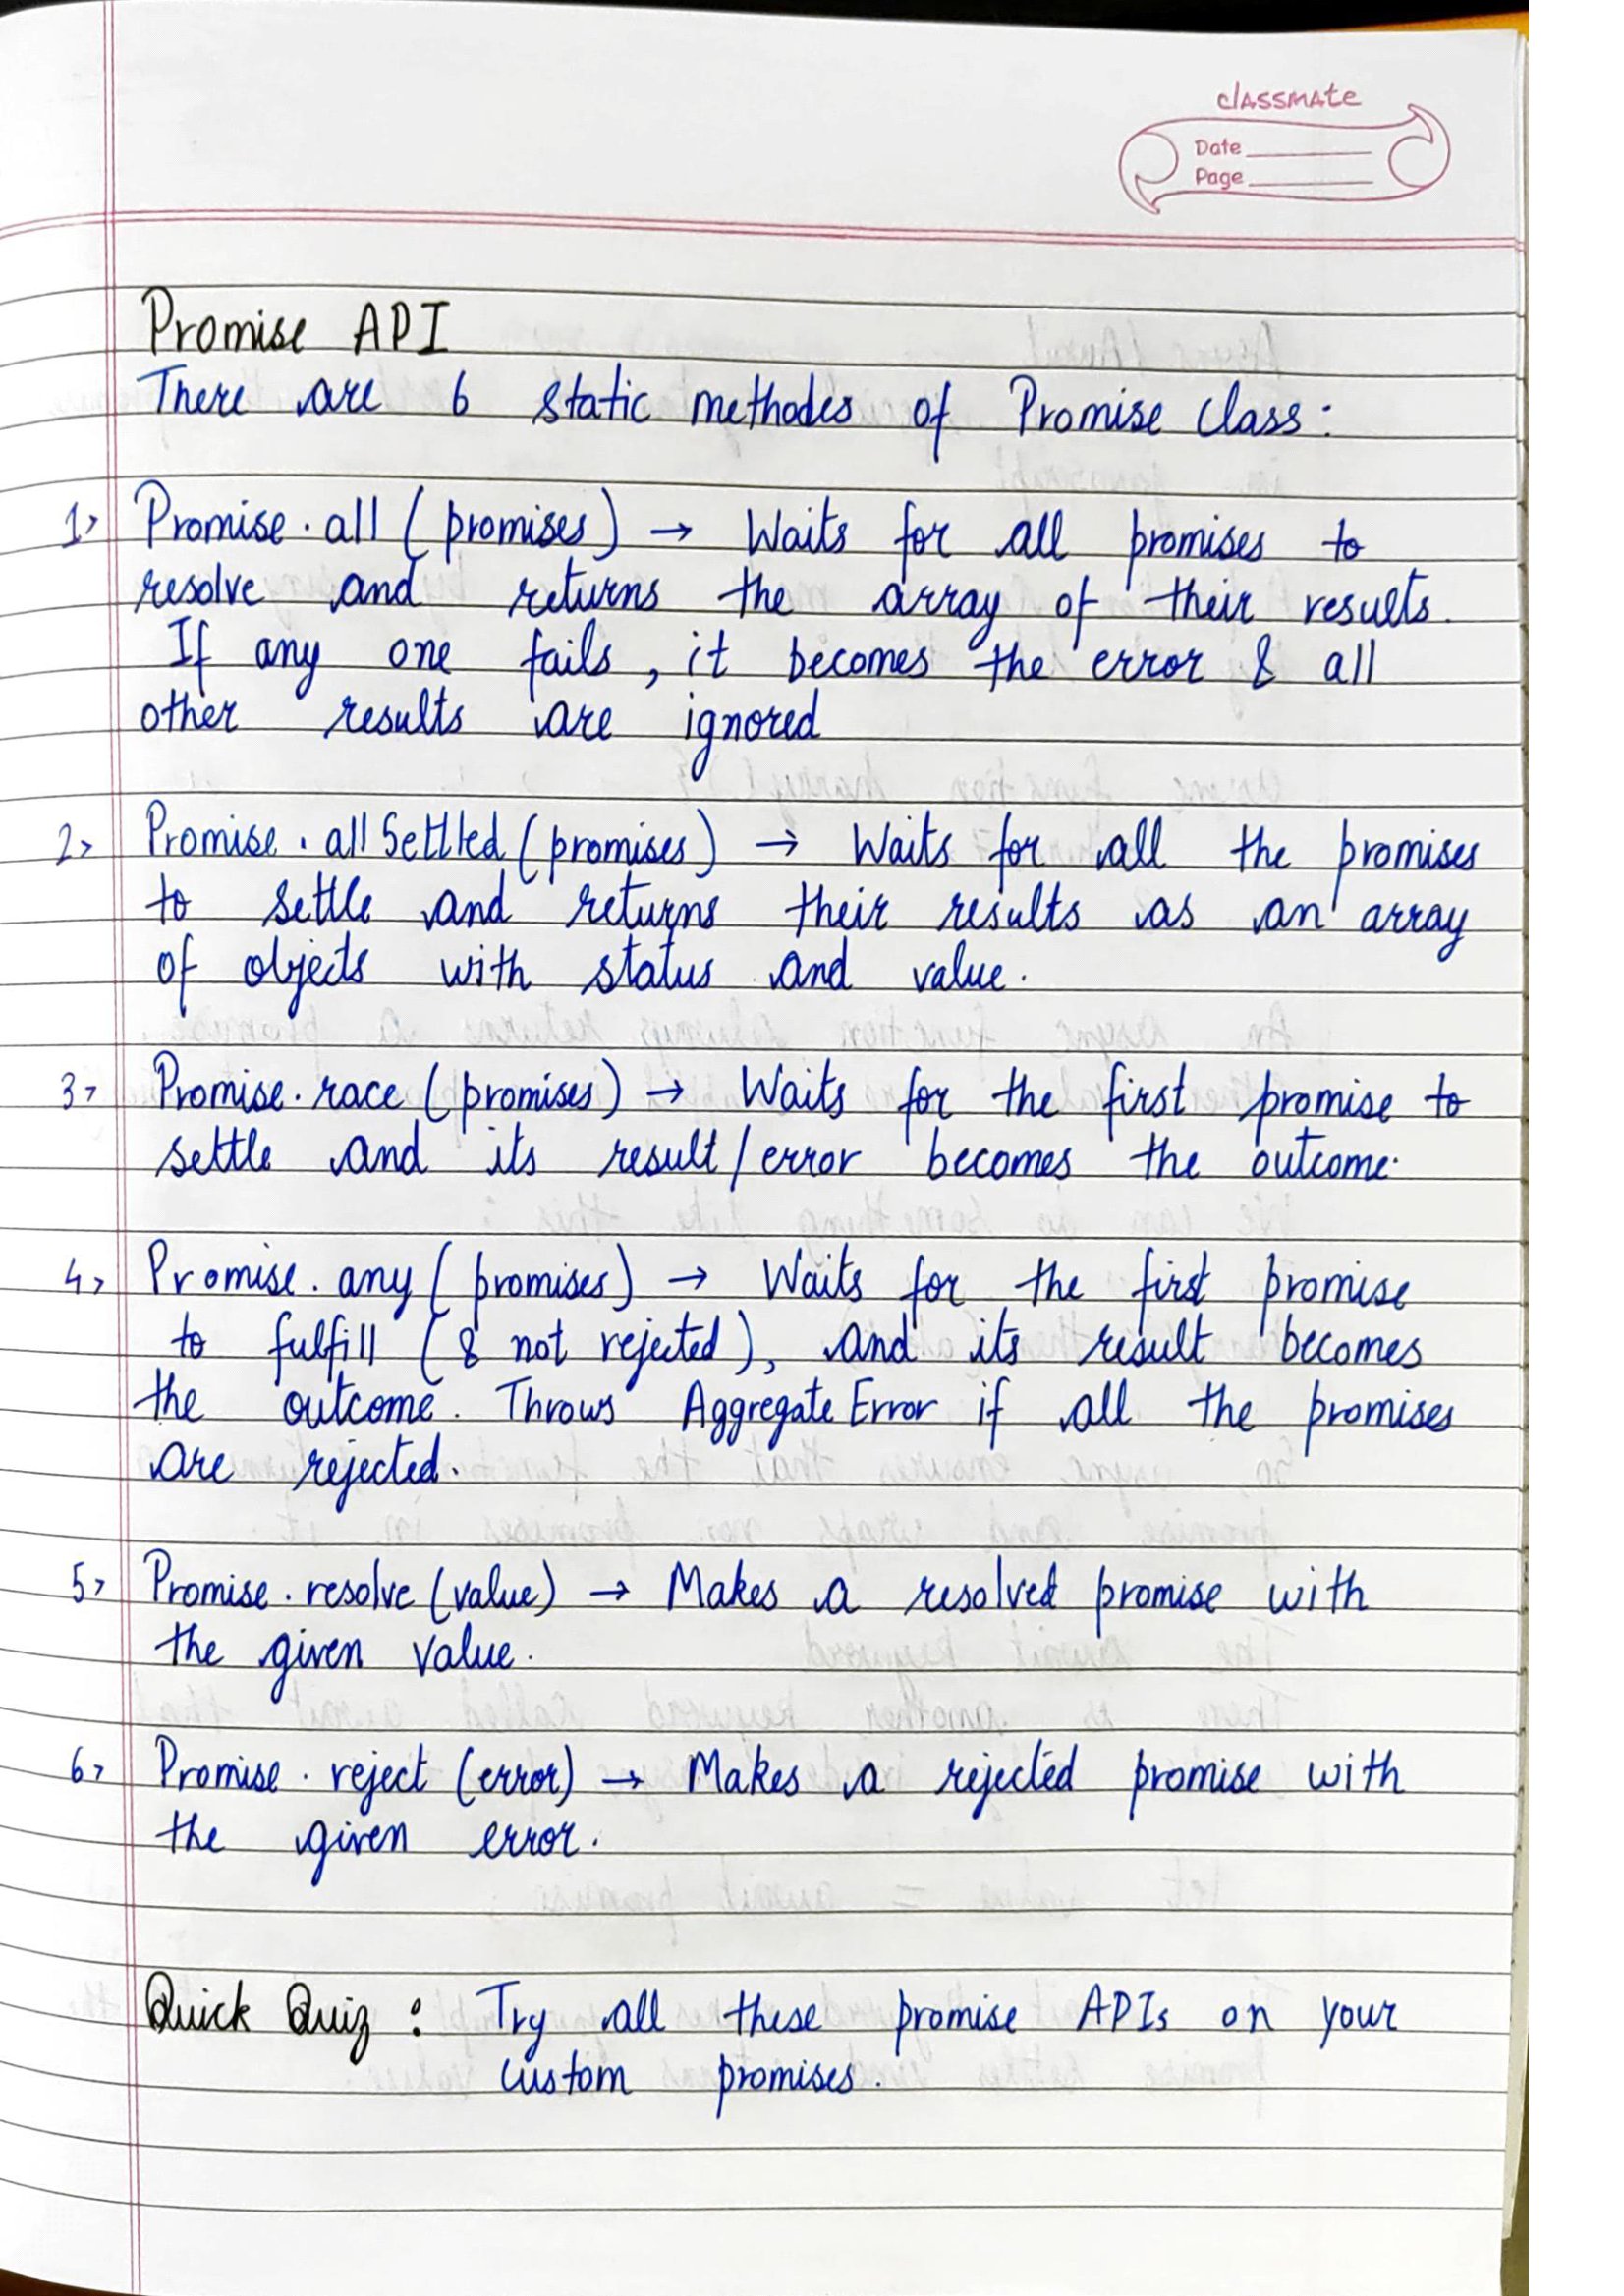 classmate
Date
Page
Promise API
There are 6 static methodes of Promise class:
1> Promise.all(promises) → Waits for all promises to
resolve and returns the array of their results.
If any one fails, it becomes the error & all
other results are ignored
2> Promise.allSettled(promises) → Waits for all the promises
to settle and returns their results as an array
of objects with status and value.
3> Promise.race(promises) → Waits for the first promise to
settle and its result/error becomes the outcome.
4> Promise.any(promises) → Waits for the first promise
to fulfill (& not rejected), and its result becomes
the outcome. Throws Aggregate Error if all the promises
are rejected.
5> Promise.resolve(value) → Makes a resolved promise with
the given value.
6> Promise.reject(error) → Makes a rejected promise with
the given error.
Quick Quiz : Try all these promise APIs on your
custom promises.